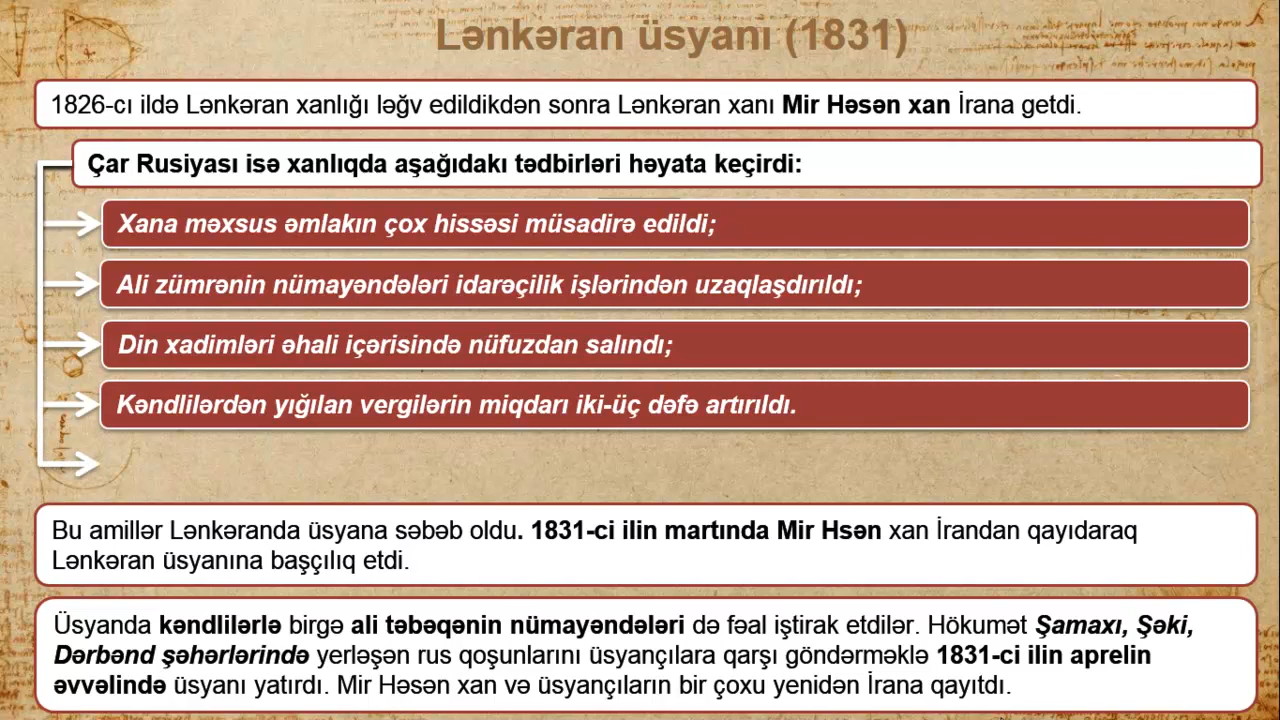 Lənkəran üsyanı (1831)
1826-cı ildə Lənkəran xanlığı ləğv edildikdən sonra Lənkəran xanı Mir Həsən xan İrana getdi.
Çar Rusiyası isə xanlıqda aşağıdakı tədbirləri həyata keçirdi:
Xana məxsus əmlakın çox hissəsi müsadirə edildi;
Ali zümrənin nümayəndələri idarəçilik işlərindən uzaqlaşdırıldı;
Din xadimləri əhali içərisində nüfuzdan salındı;
Kəndlilərdən yığılan vergilərin miqdarı iki-üç dəfə artırıldı.
Bu amillər Lənkəranda üsyana səbəb oldu. 1831-ci ilin martında Mir Hsən xan İrandan qayıdaraq
Lənkəran üsyanına başçılıq etdi.
Üsyanda kəndlilərlə birgə ali təbəqənin nümayəndələri də fəal iştirak etdilər. Hökumət Şamaxı, Şəki,
Dərbənd şəhərlərində yerləşən rus qoşunlarını üsyançılara qarşı göndərməklə 1831-ci ilin aprelin
əvvəlində üsyanı yatırdı. Mir Həsən xan və üsyançıların bir çoxu yenidən İrana qayıtdı.